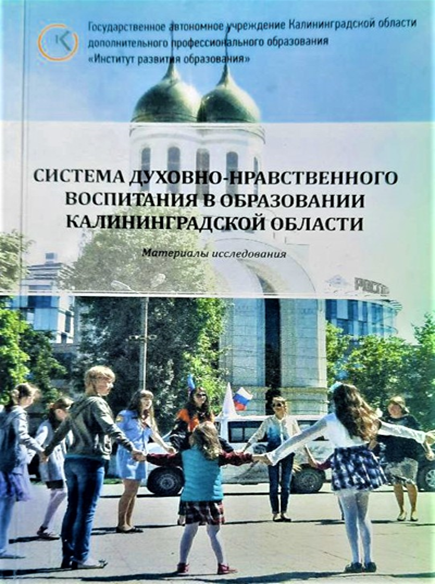 Государственное автономное учреждение Калининградской области
дополнительного профессионального образования
«Институт развития образования»
СИСТЕМА ДУХОВНО-НРАВСТВЕННОГО
ВОСПИТАНИЯ В ОБРАЗОВАНИИ
КАЛИНИНГРАДСКОЙ ОБЛАСТИ
Материалы исследования